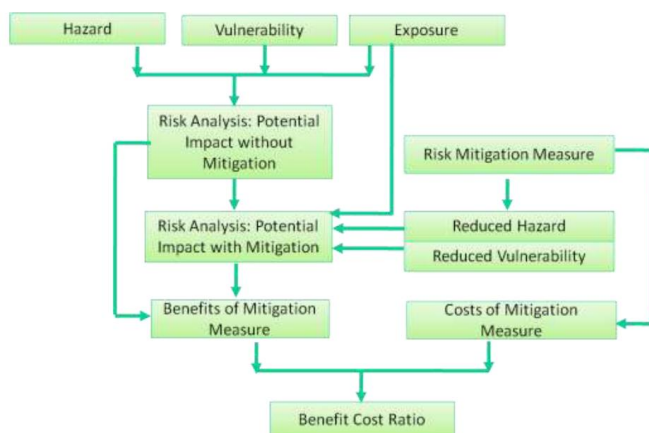 Hazard
Vulnerability
Exposure
Risk Analysis: Potential
Impact without
Mitigation
Risk Mitigation Measure
Risk Analysis: Potential
Impact with Mitigation
Reduced Hazard
Reduced Vulnerability
Benefits of Mitigation
Measure
Costs of Mitigation
Measure
Benefit Cost Ratio